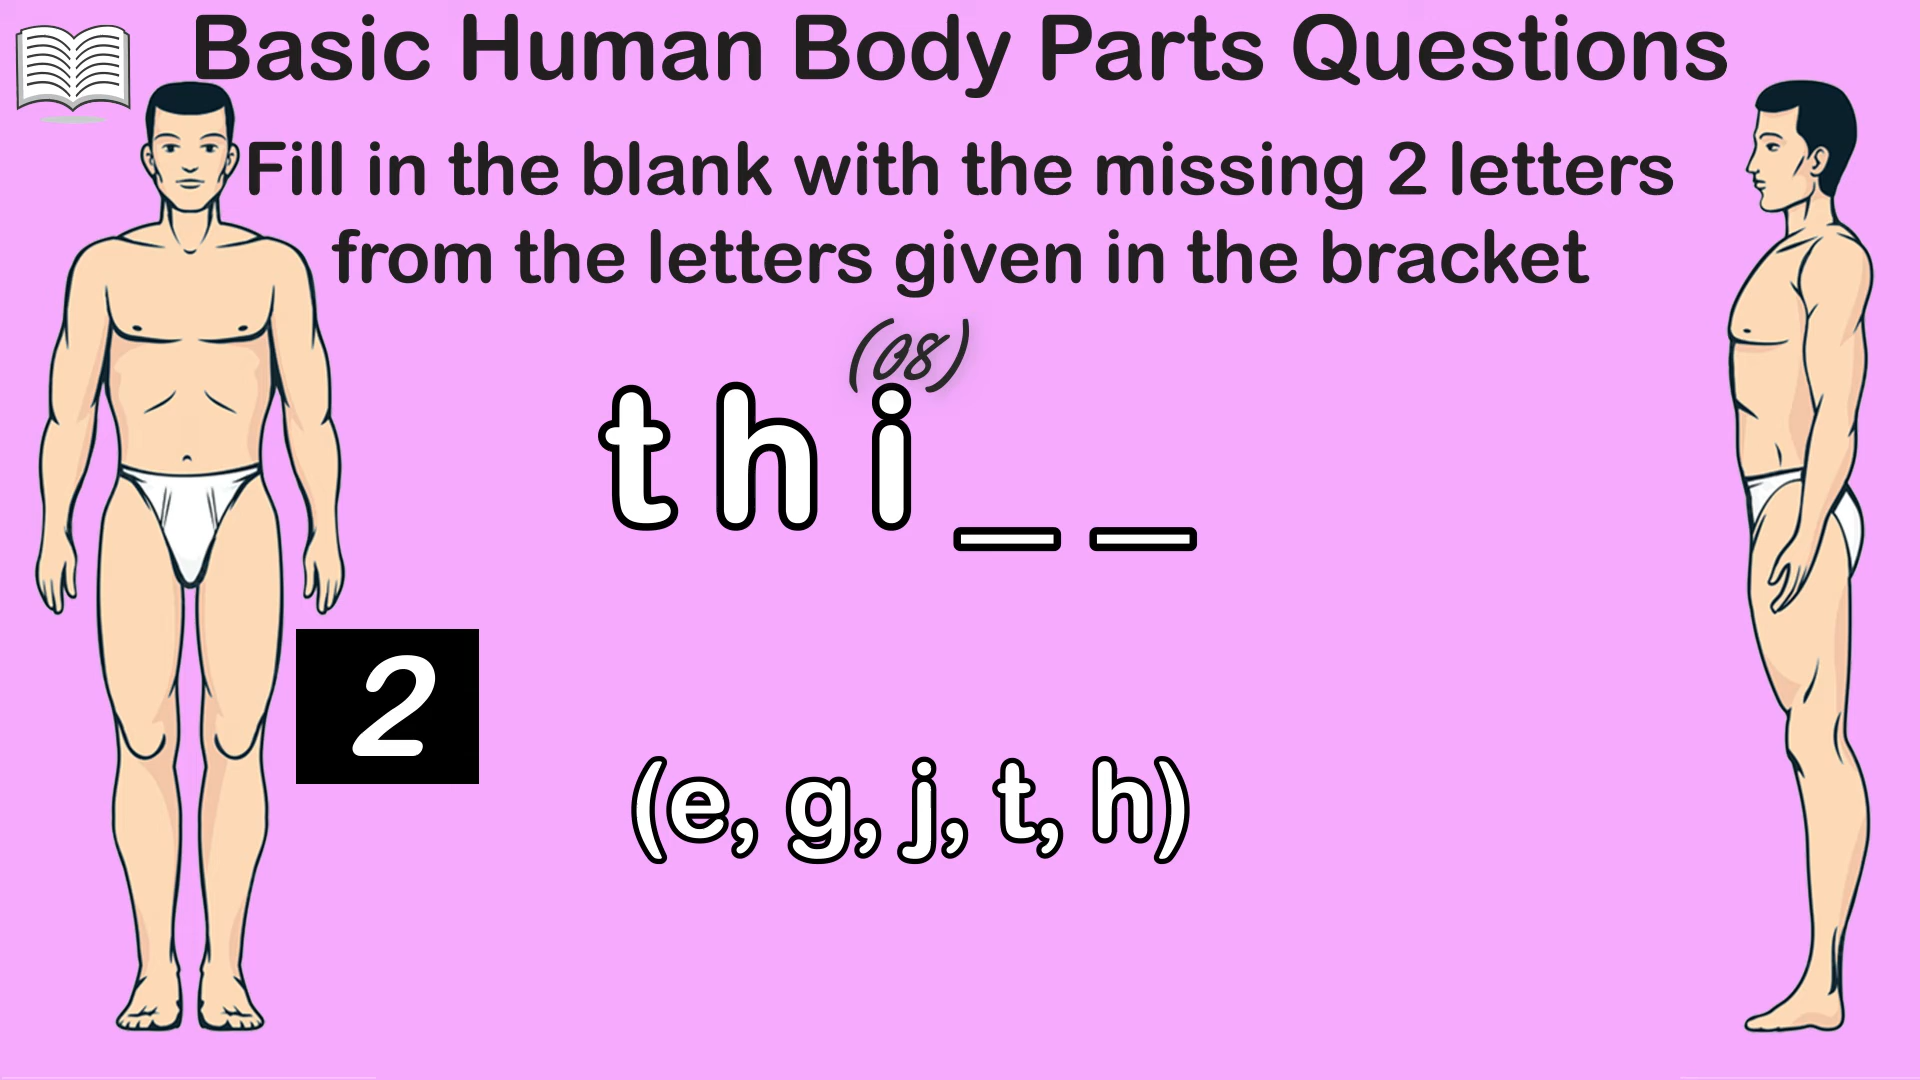 Basic Human Body Parts Questions
Fill in the blank with the missing 2 letters
from the letters given in the bracket
(08)
t h i _ _
2
(e, g, j, t, h)